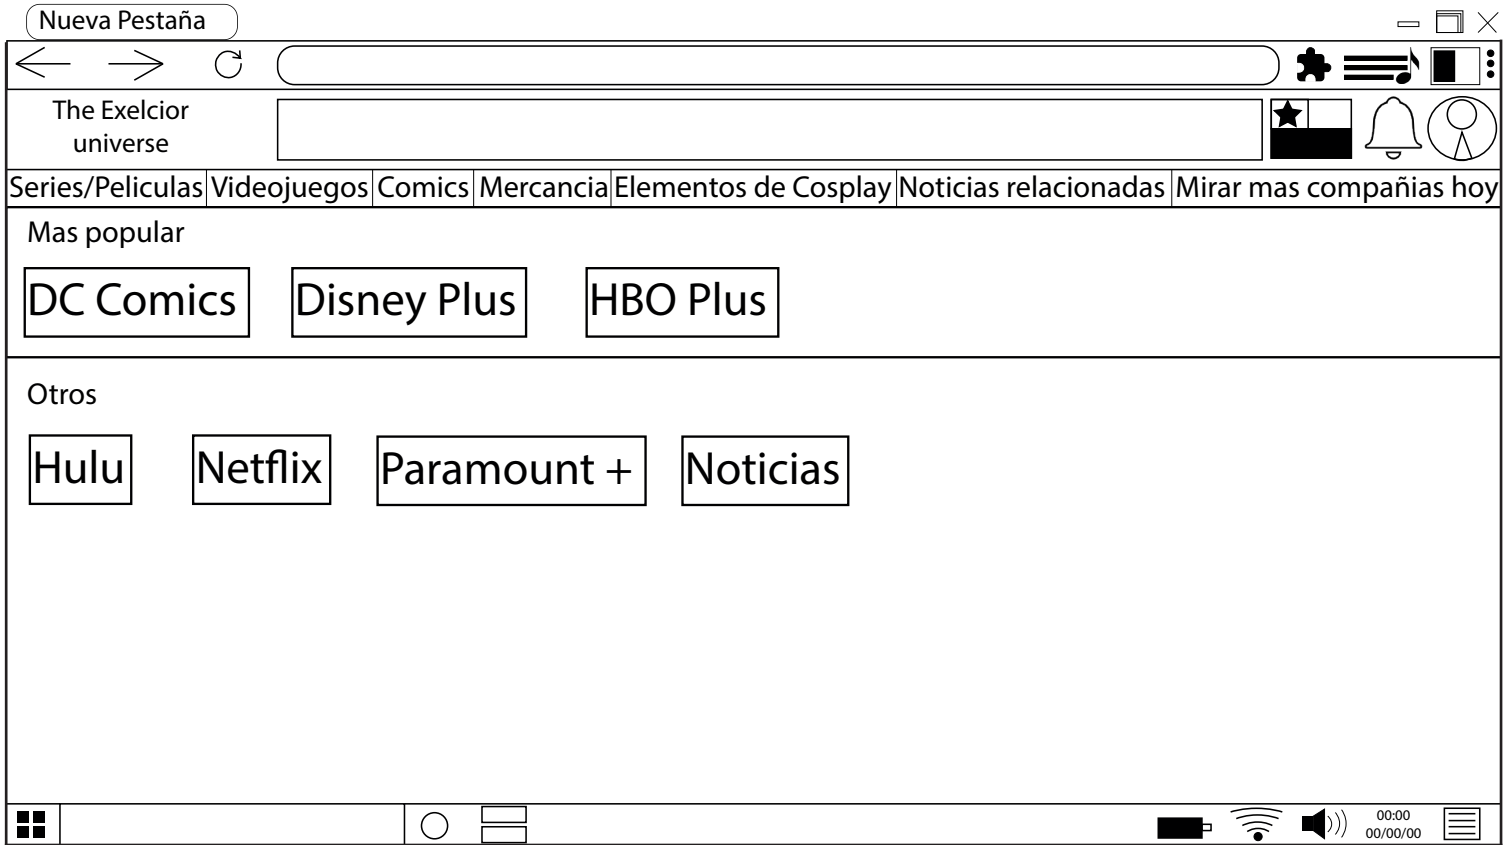 Nueva Pestaña
The Exelcior
universe
Series/Peliculas Videojuegos Comics Mercancia Elementos de Cosplay Noticias relacionadas Mirar mas compañias hoy
Mas popular
DC Comics Disney Plus HBO Plus
Otros
Hulu Netflix Paramount + Noticias
00:00
00/00/00